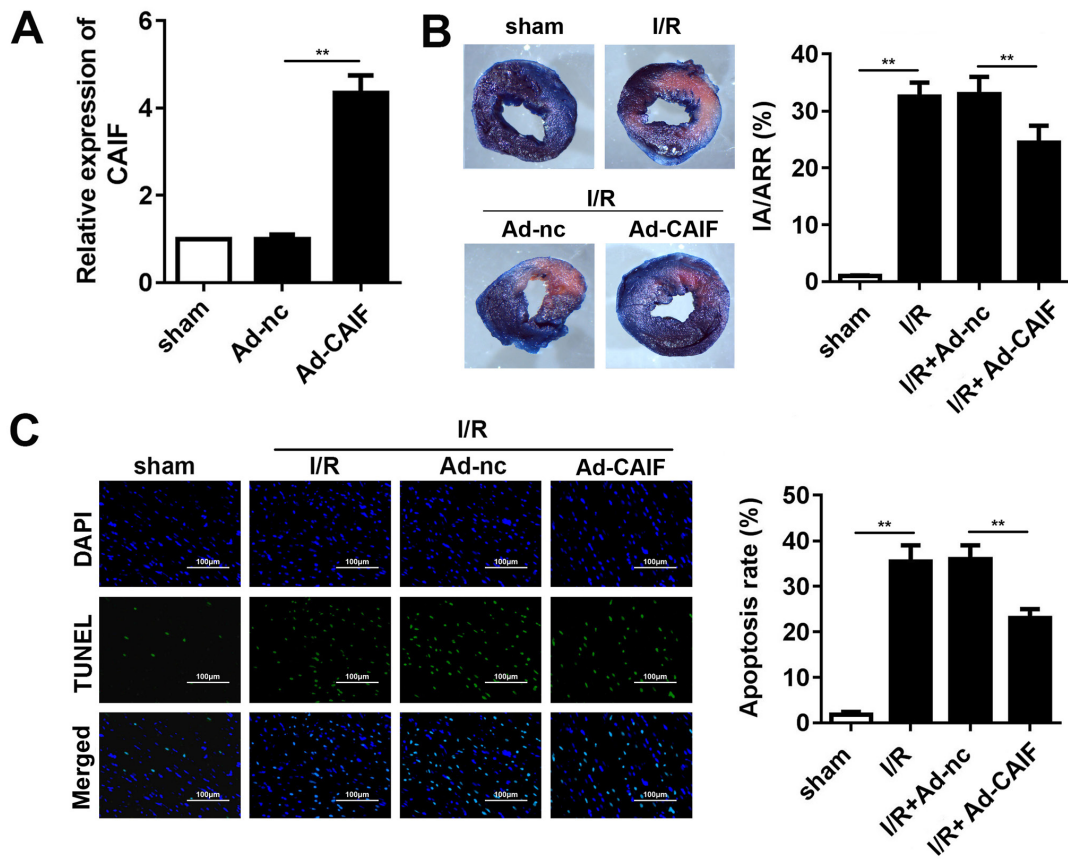 A
Relative expression of
CAIF
6
4
2
0
**
sham
Ad-nc
Ad-CAIF
B
sham
I/R
I/R
Ad-nc
Ad-CAIF
IA/ARR (%)
40
30
20
10
0
**
**
sham
I/R
I/R+Ad-nc
I/R+ Ad-CAIF
C
I/R
sham
I/R
Ad-nc
Ad-CAIF
DAPI
100μm
100μm
100μm
100μm
TUNEL
100μm
100μm
100μm
100μm
Merged
100μm
100μm
100μm
100μm
Apoptosis rate (%)
50
40
30
20
10
0
**
**
sham
I/R
I/R+Ad-nc
I/R+ Ad-CAIF